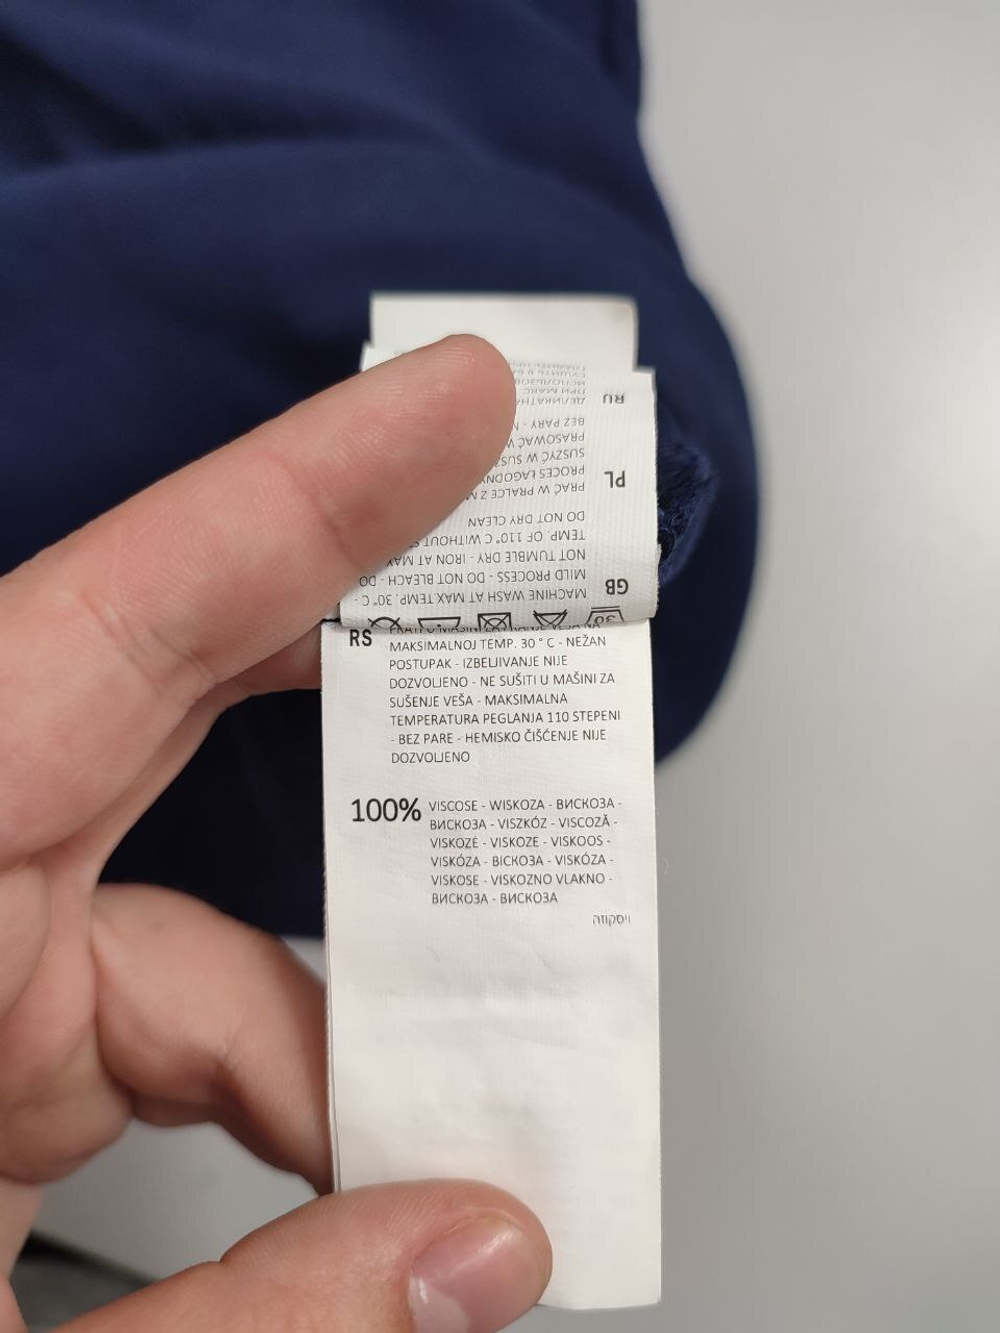 RU
ДЕЛИКАТНА
ПРИ МАКС
BEZ PARY - N
PRASOWAĆ W
SUSZYĆ W SUSZ
PROCES ŁAGODNY
PL PRAĆ W PRALCE Z M
DO NOT DRY CLEAN
TEMP. OF 110°C WITHOUT S
NOT TUMBLE DRY - IRON AT MAX
MILD PROCESS - DO NOT BLEACH - DO
GB MACHINE WASH AT MAX.TEMP. 30°C -
RS
MAKSIMALNOJ TEMP. 30 ° C - NEŽAN
POSTUPAK - IZBELJIVANJE NIJE
DOZVOLJENO - NE SUŠITI U MAŠINI ZA
SUŠENJE VEŠA - MAKSIMALNA
TEMPERATURA PEGLANJA 110 STEPENI
- BEZ PARE - HEMISKO ČIŠĆENJE NIJE
DOZVOLJENO
100% VISCOSE - WISKOZA - ВИСКОЗА -
ВИСКОЗА - VISZKÓZ - VISCOZĂ -
VISKOZĖ - VISKOZE - VISKOOS -
VISKÓZA - ВІСКОЗА - VISKÓZA -
VISKOSE - VISKOZNO VLAKNO -
ВИСКОЗА - ВИСКОЗА
ויסקוזה